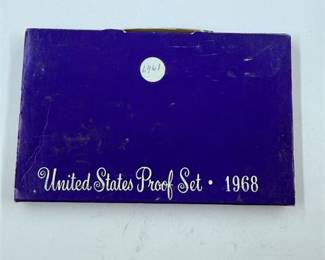 United States Proof Set • 1968